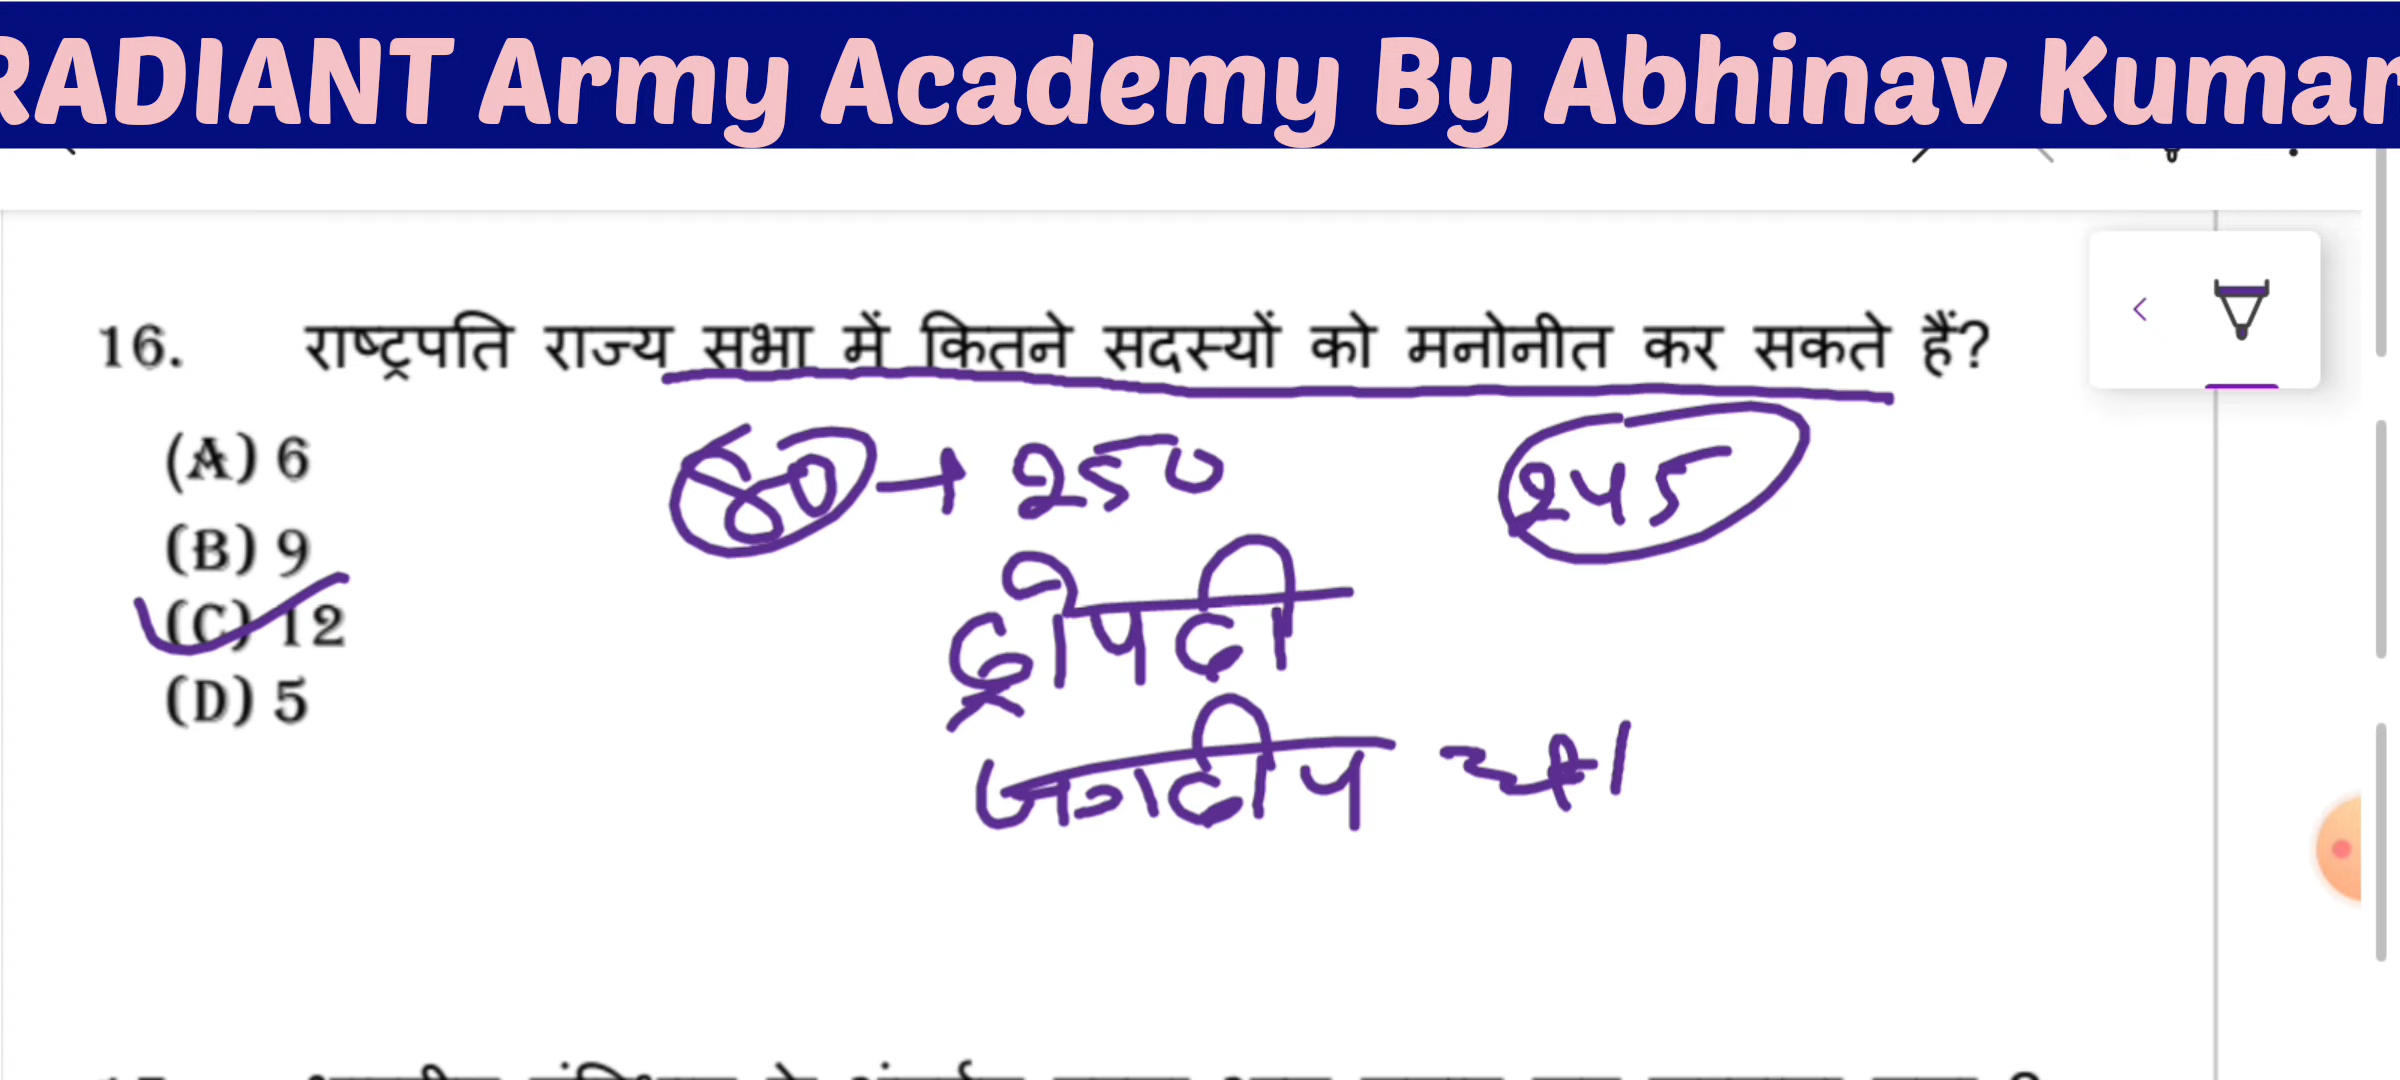 RADIANT Army Academy By Abhinav Kumar
16. राष्ट्रपति राज्य सभा में कितने सदस्यों को मनोनीत कर सकते हैं?
(A) 6
(B) 9
(C) 12
(D) 5
80 → 250
245
द्रौपदी
जगदीप